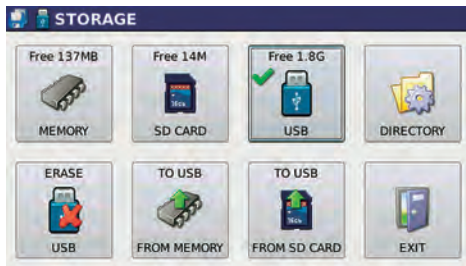 STORAGE
Free 137MB
Free 14M
Free 1.8G
MEMORY
SD CARD
USB
DIRECTORY
ERASE
TO USB
TO USB
USB
FROM MEMORY
FROM SD CARD
EXIT